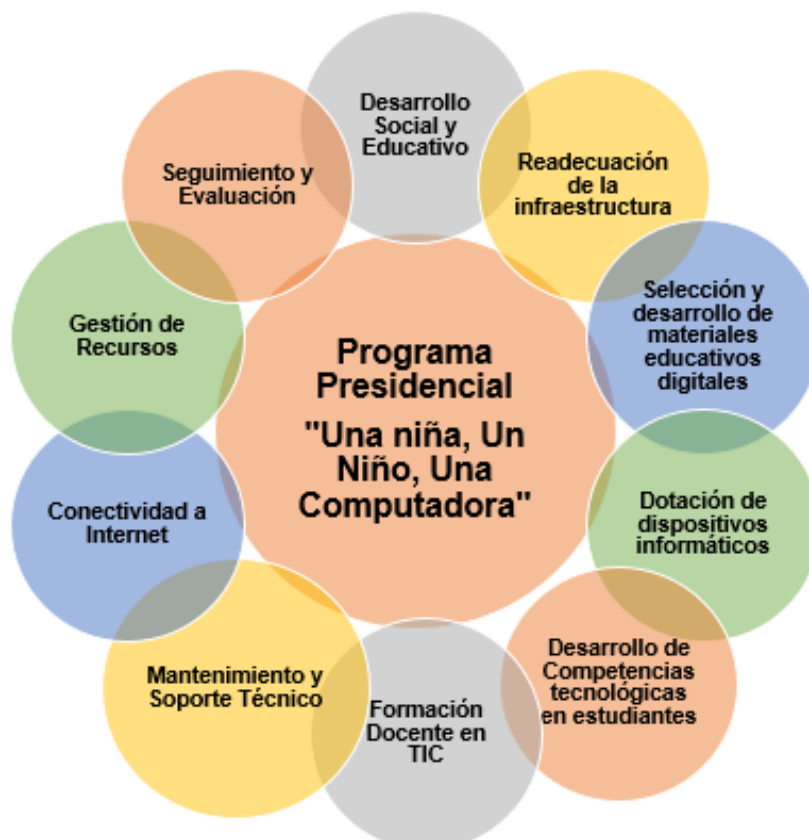 Desarrollo
Social y
Educativo
Readecuación
de la
infraestructura
Selección y
desarrollo de
materiales
educativos
digitales
Dotación de
dispositivos
informáticos
Desarrollo de
Competencias
tecnológicas
en estudiantes
Formación
Docente en
TIC
Mantenimiento y
Soporte Técnico
Conectividad a
Internet
Gestión de
Recursos
Seguimiento y
Evaluación
Programa
Presidencial
"Una niña, Un
Niño, Una
Computadora"